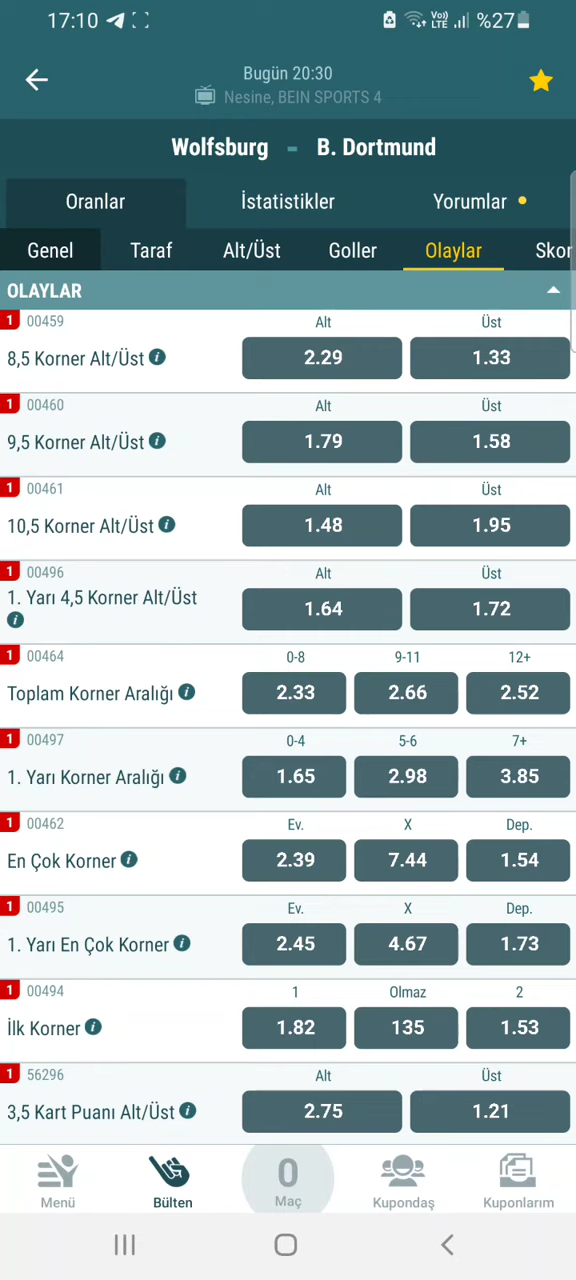 17:10 Vo)) LTE %27
Bugün 20:30
Nesine, BEIN SPORTS 4
Wolfsburg - B. Dortmund
Oranlar İstatistikler Yorumlar
Genel Taraf Alt/Üst Goller Olaylar Skor
OLAYLAR
1 00459 Alt Üst
8,5 Korner Alt/Üst i 2.29 1.33
1 00460 Alt Üst
9,5 Korner Alt/Üst i 1.79 1.58
1 00461 Alt Üst
10,5 Korner Alt/Üst i 1.48 1.95
1 00496 Alt Üst
1. Yarı 4,5 Korner Alt/Üst i 1.64 1.72
1 00464 0-8 9-11 12+
Toplam Korner Aralığı i 2.33 2.66 2.52
1 00497 0-4 5-6 7+
1. Yarı Korner Aralığı i 1.65 2.98 3.85
1 00462 Ev. X Dep.
En Çok Korner i 2.39 7.44 1.54
1 00495 Ev. X Dep.
1. Yarı En Çok Korner i 2.45 4.67 1.73
1 00494 1 Olmaz 2
İlk Korner i 1.82 135 1.53
1 56296 Alt Üst
3,5 Kart Puanı Alt/Üst i 2.75 1.21
0
Menü Bülten Maç Kupondaş Kuponlarım